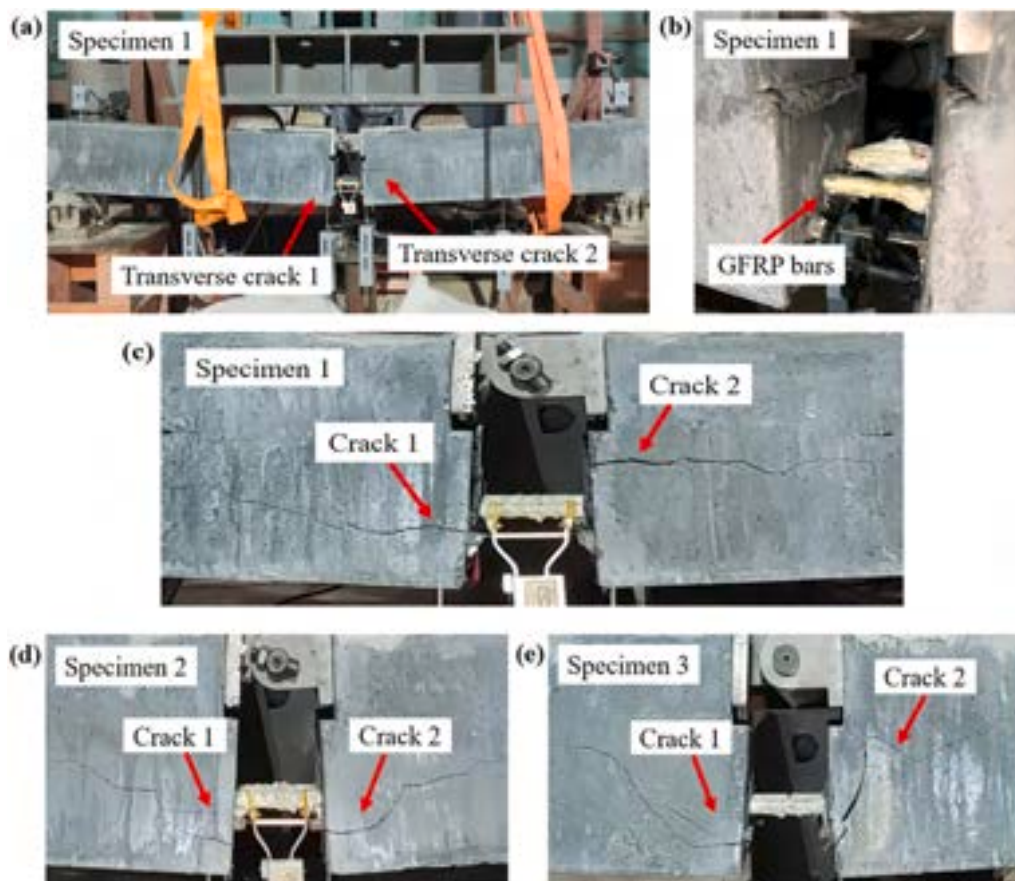 (a)
Specimen 1
Transverse crack 1
Transverse crack 2
(b)
Specimen 1
GFRP bars
(c)
Specimen 1
Crack 1
Crack 2
(d)
Specimen 2
Crack 1
Crack 2
(e)
Specimen 3
Crack 1
Crack 2